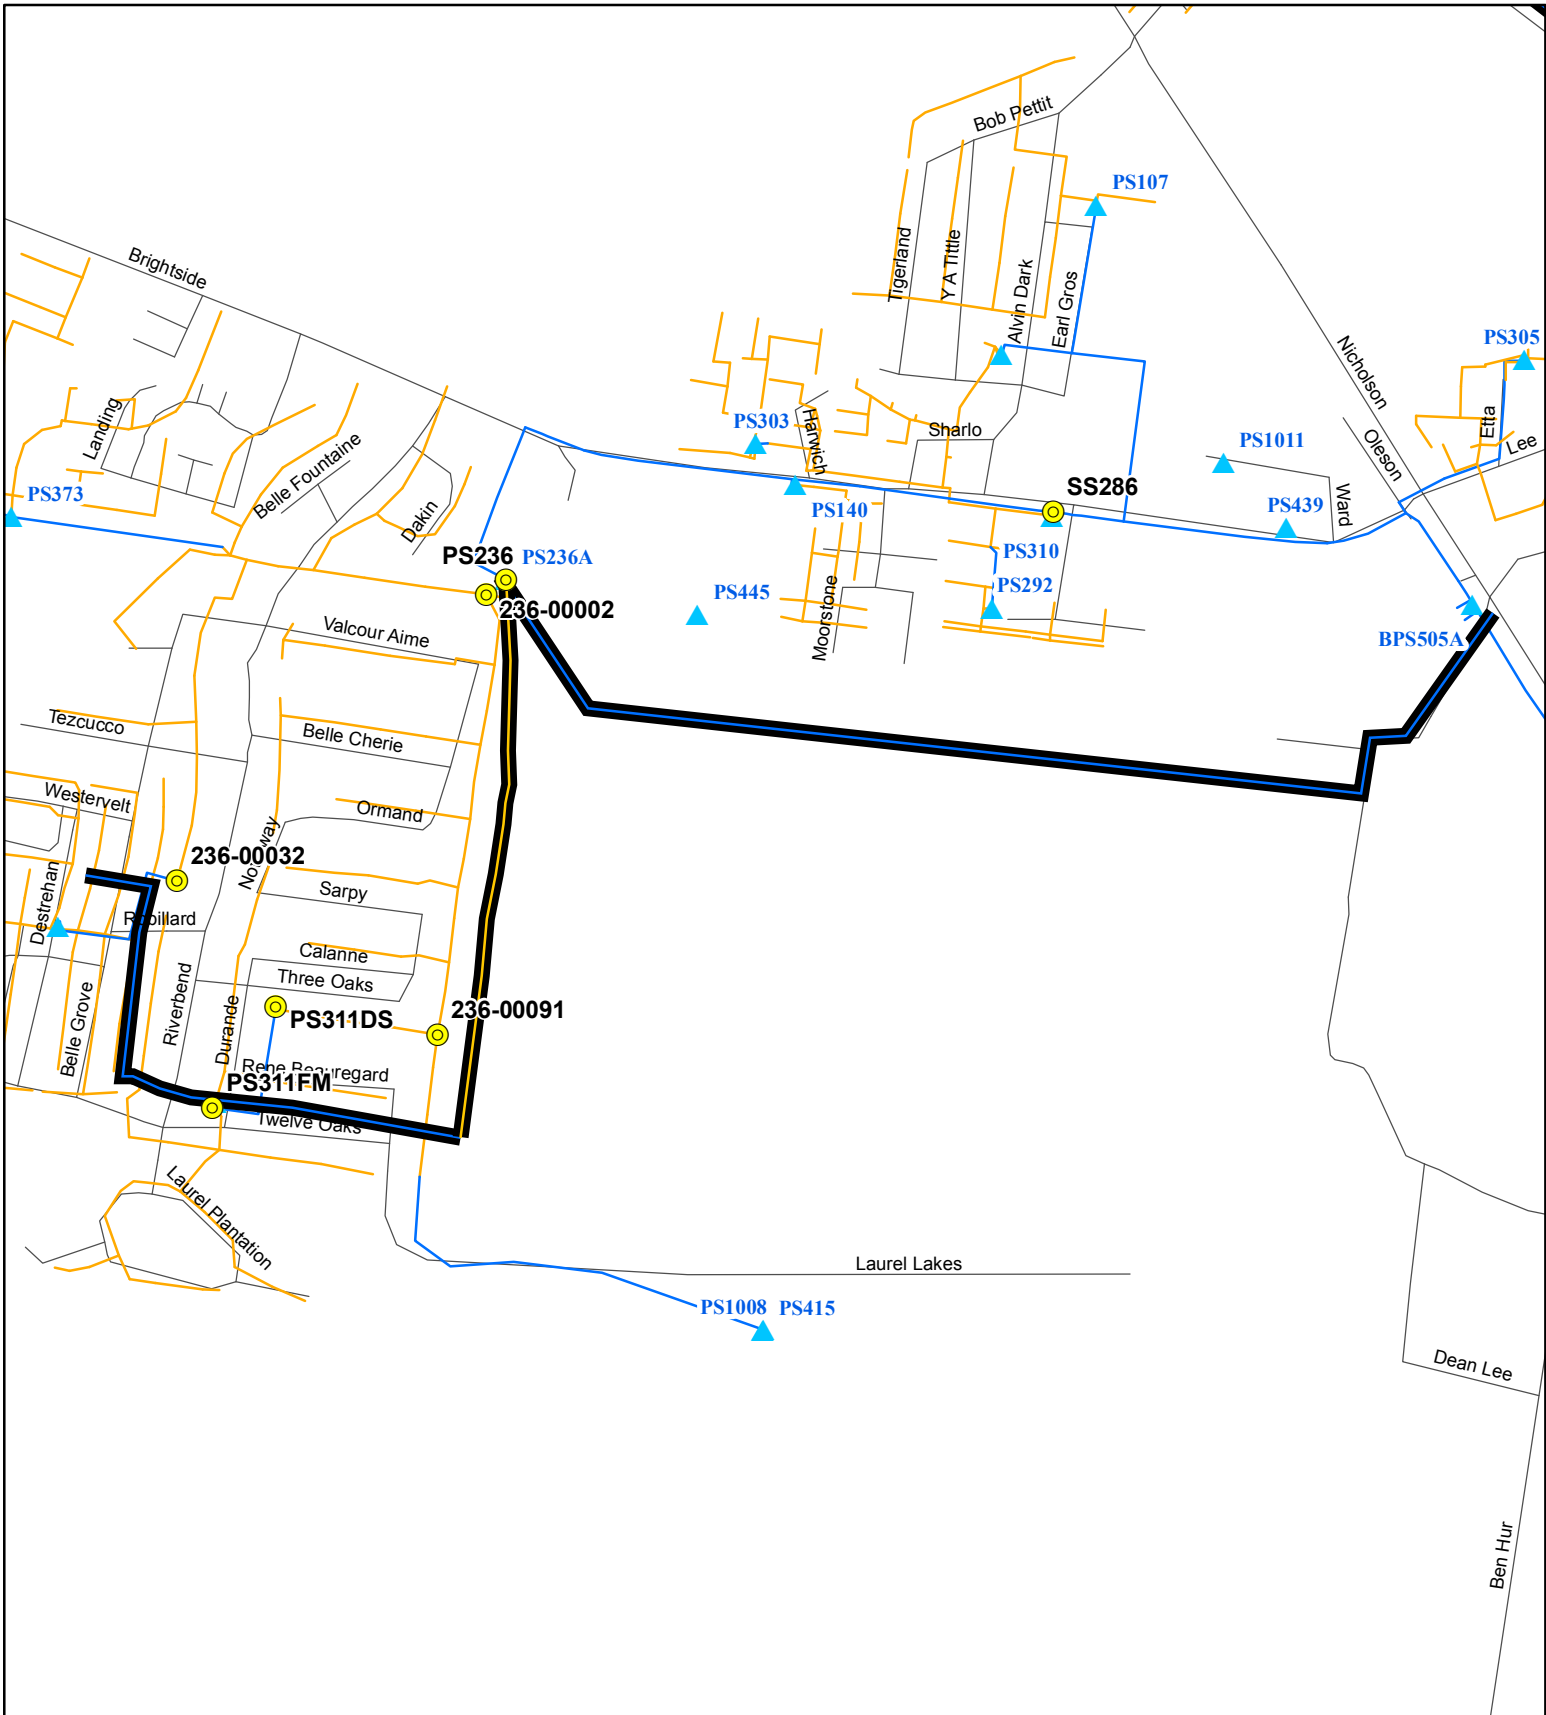 Bob Pettit
PS107
Brightside
Tigerland
Y A Tittle
Alvin Dark
Earl Gros
Nicholson
PS305
Landing
Belle Fountaine
PS303
Harwich
Sharlo
PS1011
Oleson
Etta
Lee
PS373
Dakin
PS140
SS286
PS439
Ward
PS236
PS236A
PS310
236-00002
PS445
Moorstone
PS292
BPS505A
Valcour Aime
Tezcucco
Belle Cherie
Westervelt
Ormand
236-00032
Destrehan
Robillard
Sarpy
Calanne
Three Oaks
Belle Grove
Riverbend
Durande
PS311DS
236-00091
Rene Beauregard
PS311FM
Twelve Oaks
Laurel Plantation
Laurel Lakes
PS1008
PS415
Dean Lee
Ben Hur